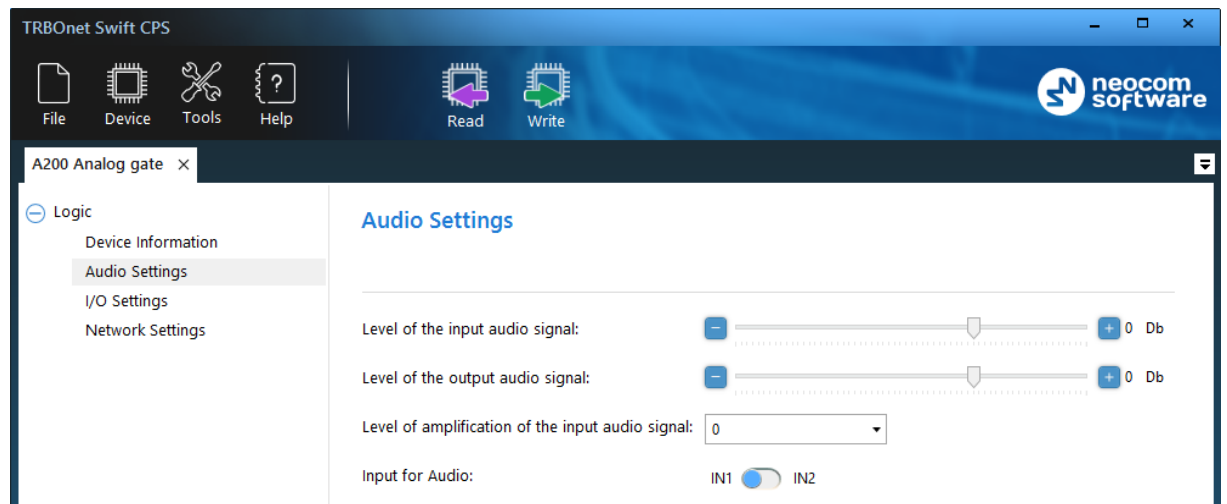 TRBOnet Swift CPS
File Device Tools Help Read Write
neocom
software
A200 Analog gate
Logic
Device Information
Audio Settings
I/O Settings
Network Settings
Audio Settings
Level of the input audio signal: 0 Db
Level of the output audio signal: 0 Db
Level of amplification of the input audio signal: 0
Input for Audio: IN1 IN2